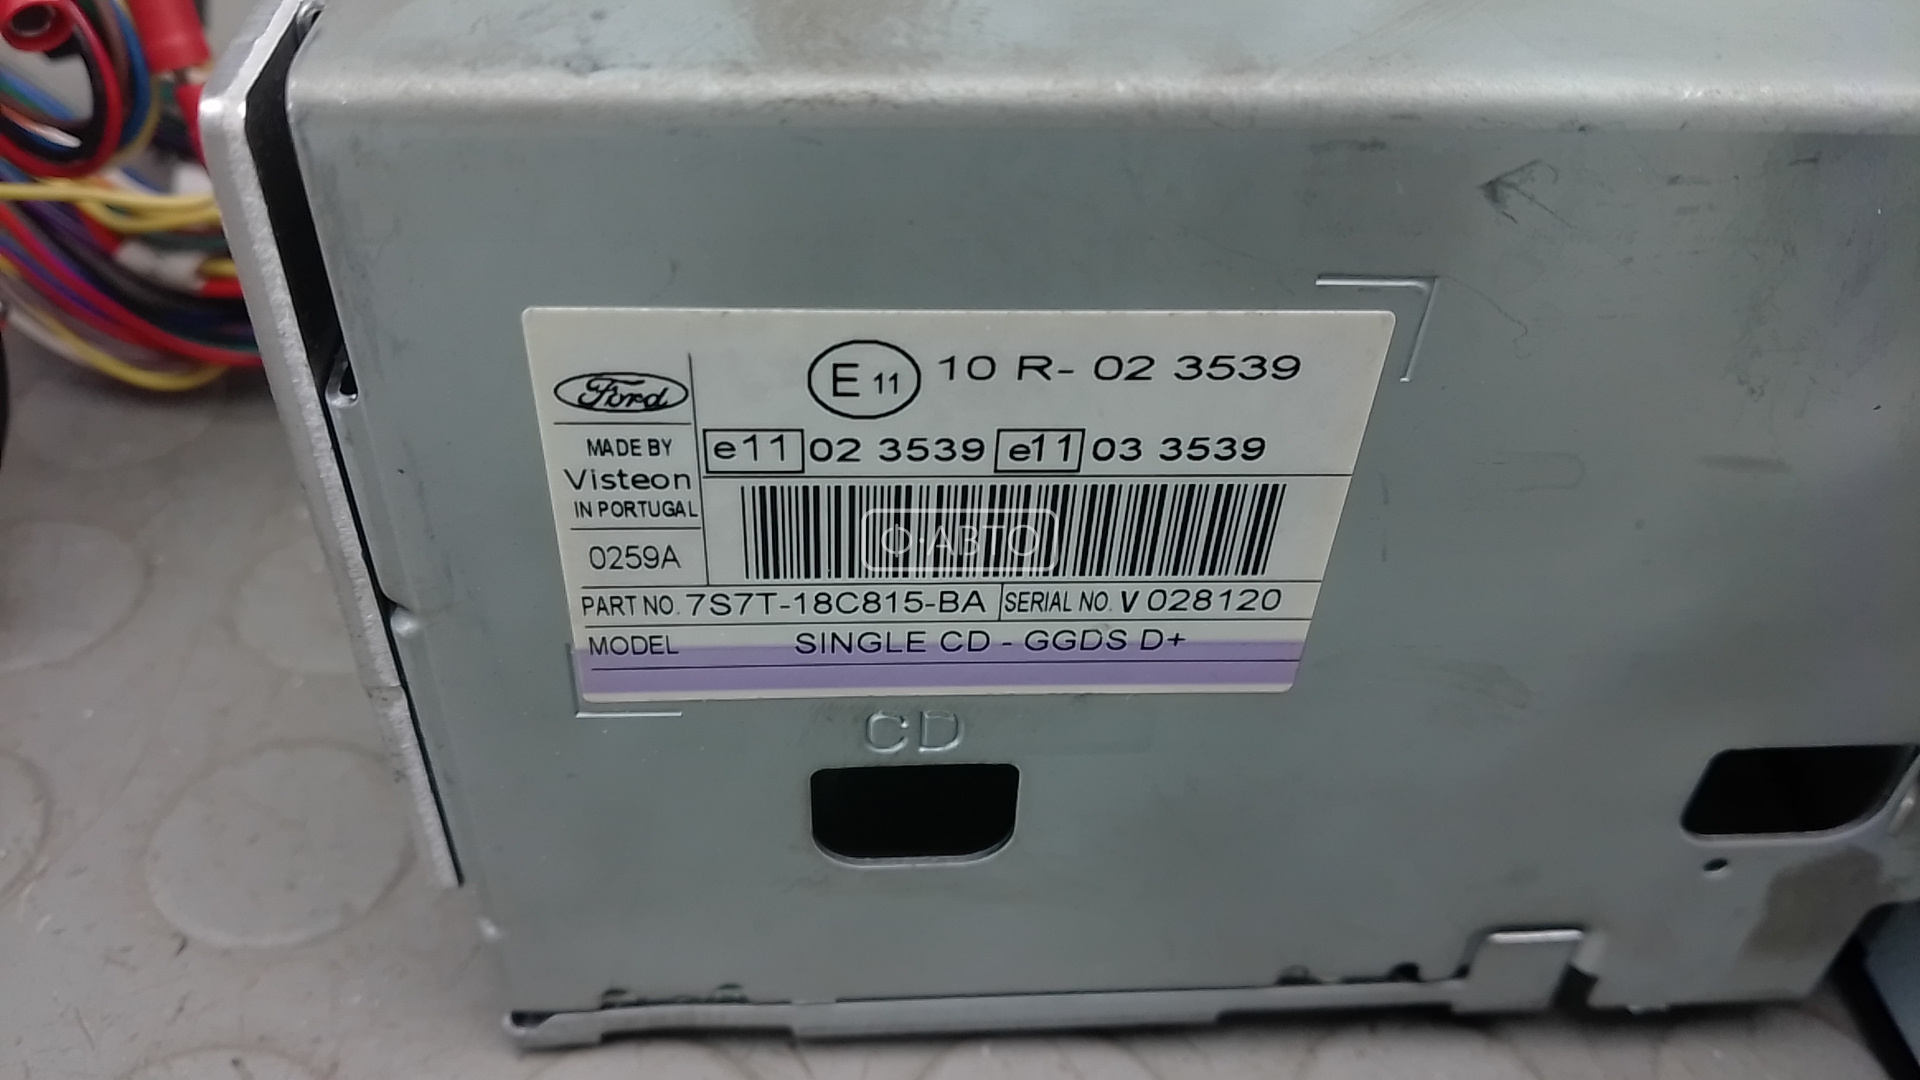 E 11 10 R- 02 3539
Ford
e11 02 3539 e11 03 3539
MADE BY
Visteon
IN PORTUGAL
0259A
Ф·АВТО
PART NO. 7S7T-18C815-BA SERIAL NO. V 028120
MODEL SINGLE CD - GGDS D+
CD